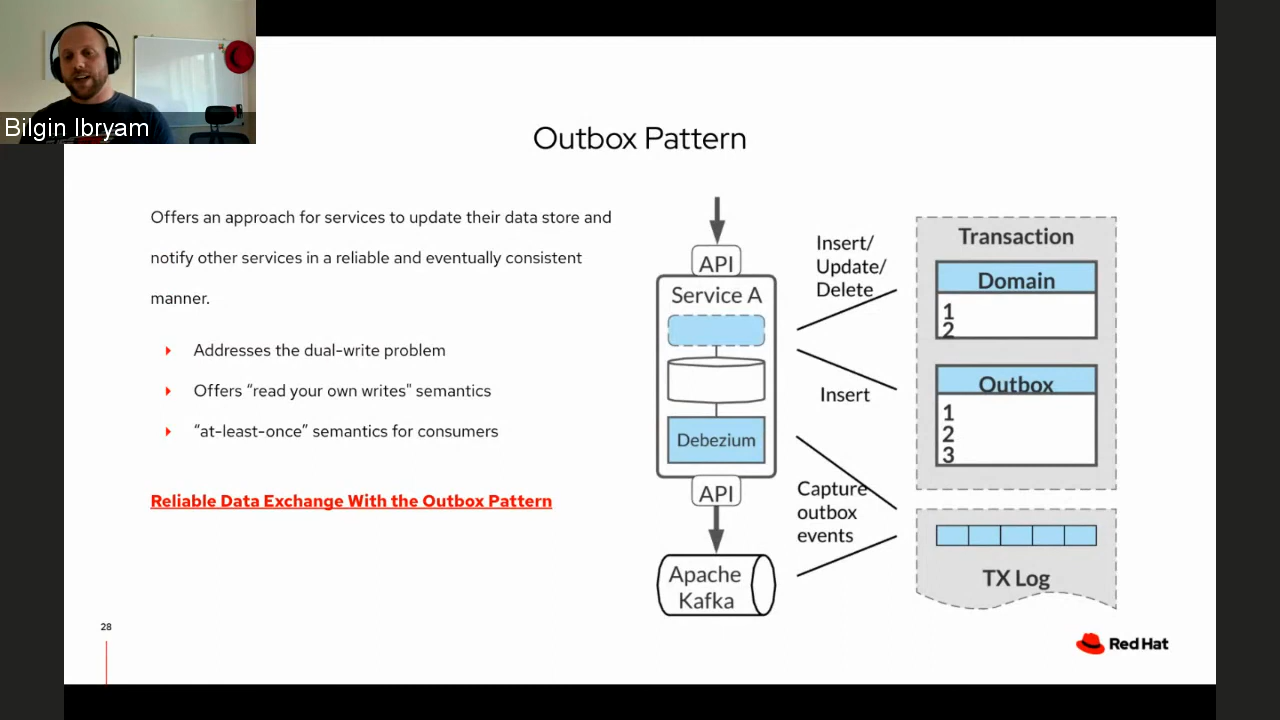 Bilgin Ibryam
Outbox Pattern
Offers an approach for services to update their data store and
notify other services in a reliable and eventually consistent
manner.
Addresses the dual-write problem
Offers “read your own writes" semantics
“at-least-once” semantics for consumers
Reliable Data Exchange With the Outbox Pattern
API
Service A
Debezium
API
Apache
Kafka
Insert/
Update/
Delete
Insert
Capture
outbox
events
Transaction
Domain
1
2
Outbox
1
2
3
TX Log
28
Red Hat